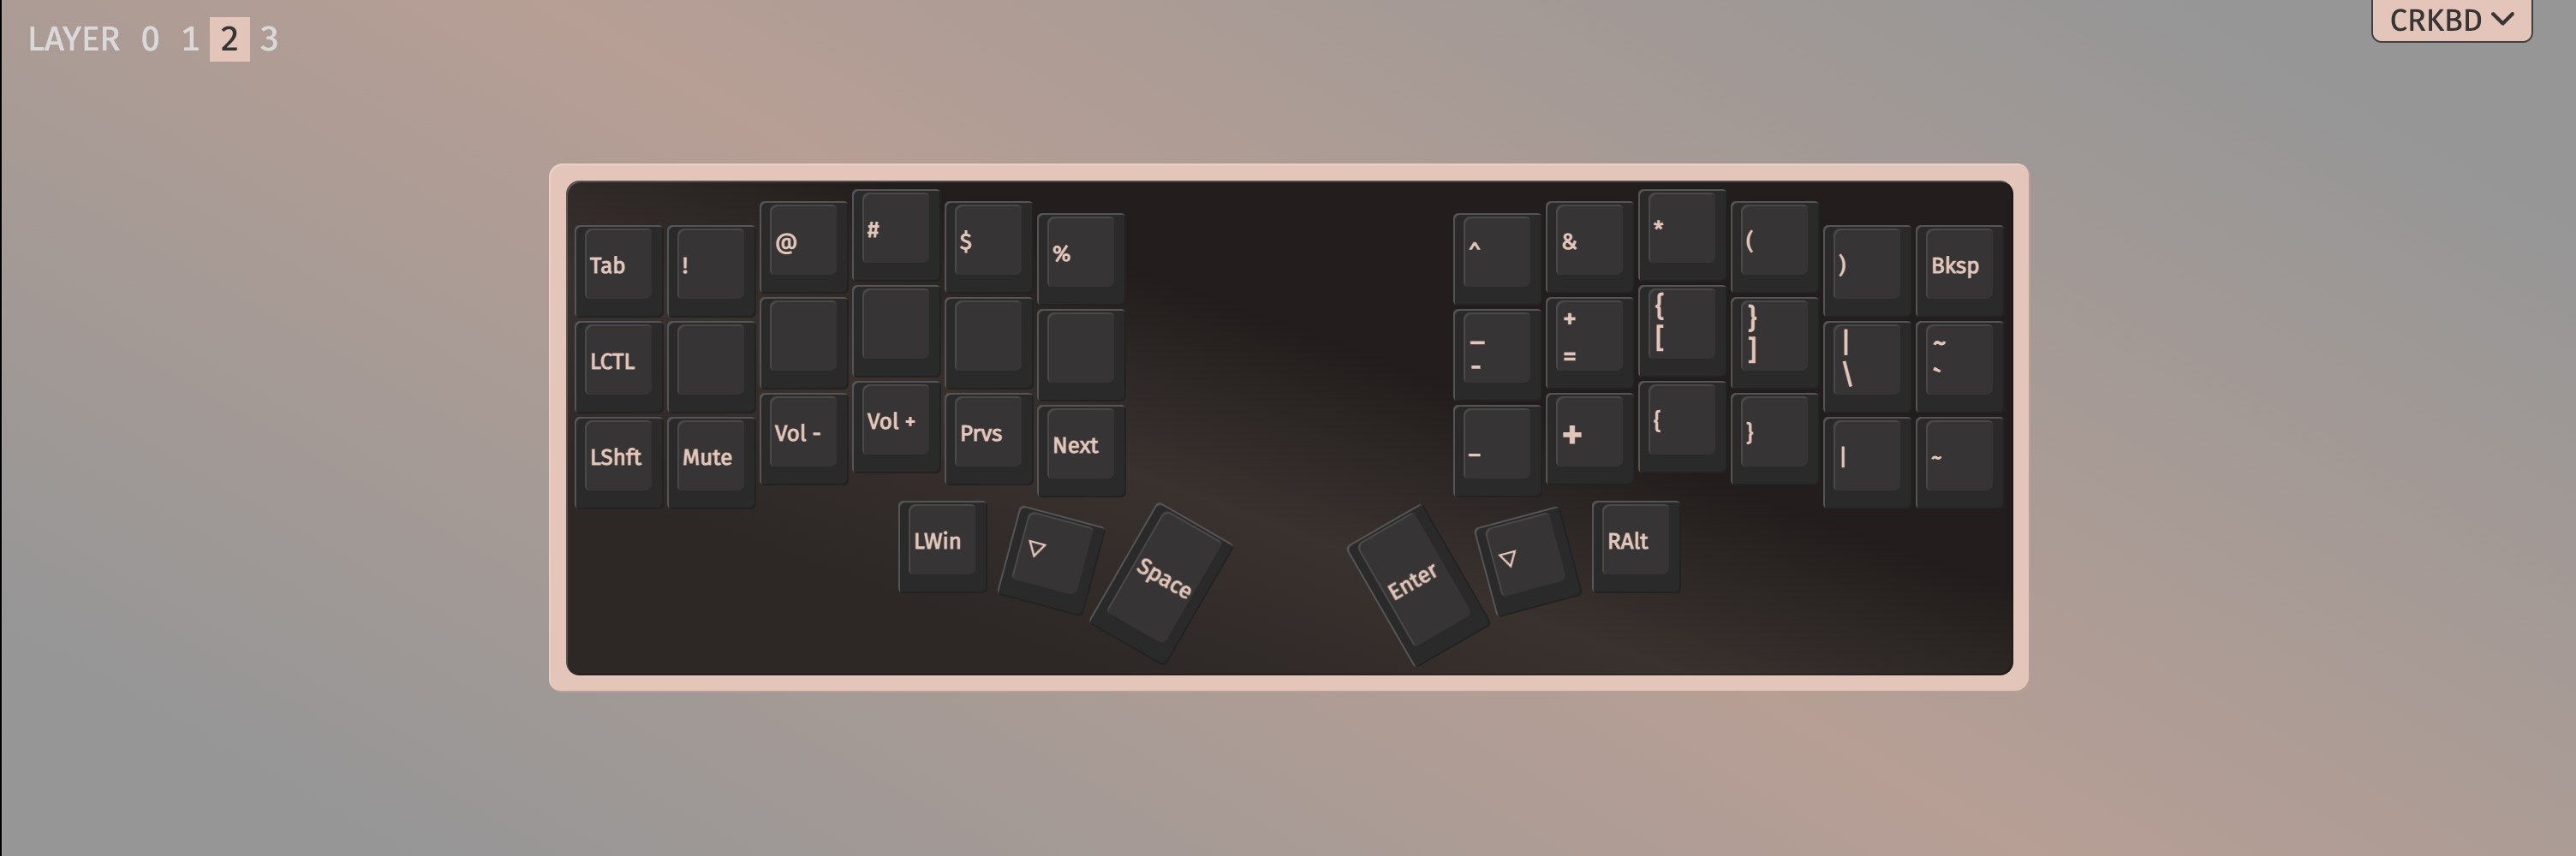 LAYER 0 1 2 3
CRKBD
Tab ! @ # $ % ^ & * ( ) Bksp
LCTL _ - + = { [ } ] | \ ~ `
LShft Mute Vol - Vol + Prvs Next _ + { } | ~
LWin ▽ Space Enter ▽ RAlt